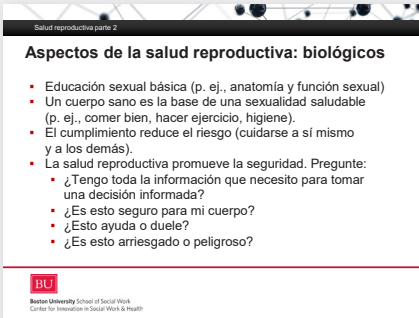 Salud reproductiva parte 2
Aspectos de la salud reproductiva: biológicos
▪ Educación sexual básica (p. ej., anatomía y función sexual)
▪ Un cuerpo sano es la base de una sexualidad saludable
(p. ej., comer bien, hacer ejercicio, higiene).
▪ El cumplimiento reduce el riesgo (cuidarse a sí mismo
y a los demás).
▪ La salud reproductiva promueve la seguridad. Pregunte:
▪ ¿Tengo toda la información que necesito para tomar
una decisión informada?
▪ ¿Es esto seguro para mi cuerpo?
▪ ¿Esto ayuda o duele?
▪ ¿Es esto arriesgado o peligroso?
BU
Boston University School of Social Work
Center for Innovation in Social Work & Health